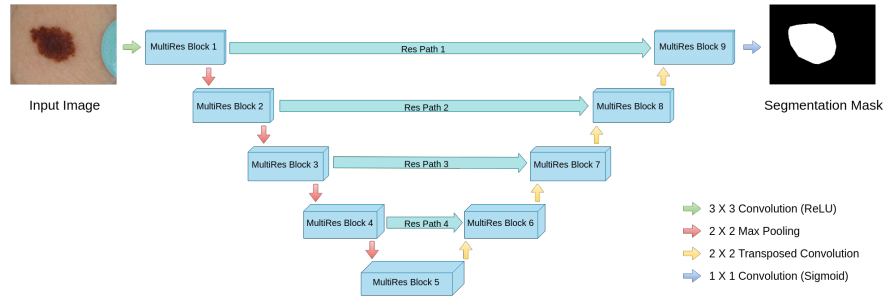 MultiRes Block 1
Res Path 1
MultiRes Block 9
Input Image
Segmentation Mask
MultiRes Block 2
Res Path 2
MultiRes Block 8
MultiRes Block 3
Res Path 3
MultiRes Block 7
MultiRes Block 4
Res Path 4
MultiRes Block 6
MultiRes Block 5
3 X 3 Convolution (ReLU)
2 X 2 Max Pooling
2 X 2 Transposed Convolution
1 X 1 Convolution (Sigmoid)